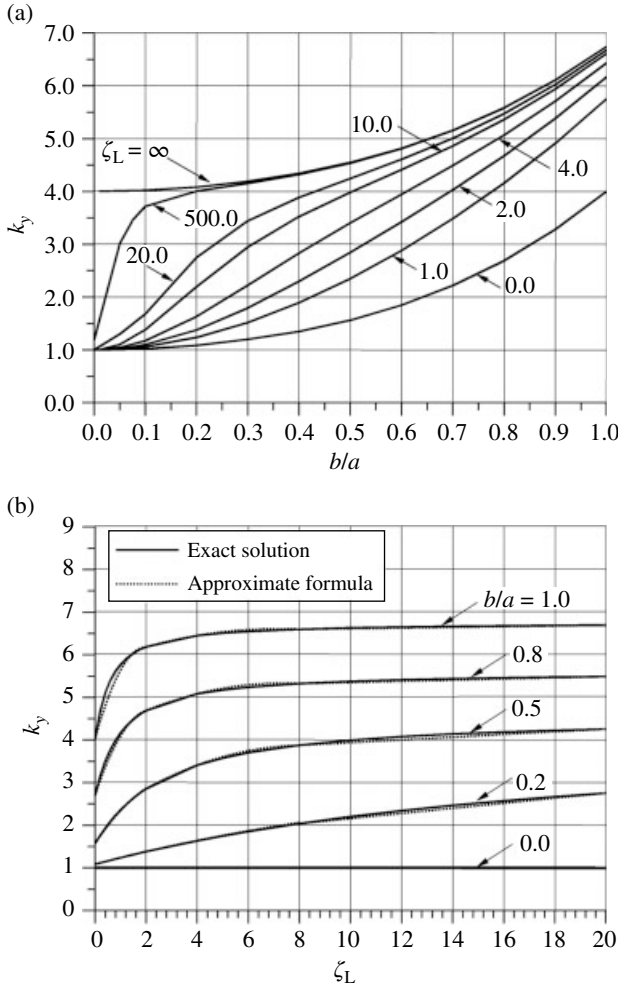 (a)
7.0
6.0
5.0
4.0
3.0
2.0
1.0
0.0
k_y
ζ_L = ∞
500.0
20.0
10.0
4.0
2.0
1.0
0.0
0.0 0.1 0.2 0.3 0.4 0.5 0.6 0.7 0.8 0.9 1.0
b/a
(b)
9
8
7
6
5
4
3
2
1
0
k_y
Exact solution
Approximate formula
b/a = 1.0
0.8
0.5
0.2
0.0
0 2 4 6 8 10 12 14 16 18 20
ζ_L